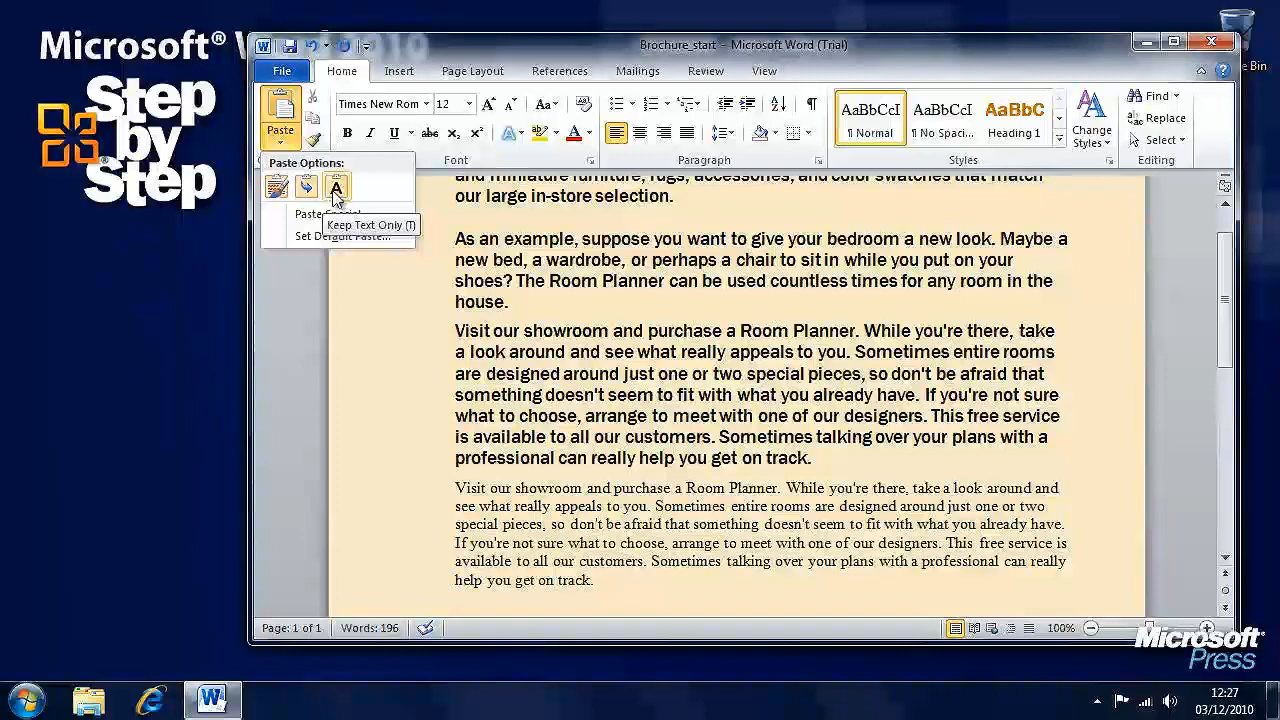 Microsoft® W
Step
by
Step
Brochure_start – Microsoft Word (Trial)
Bin
File
Home
Insert
Page Layout
References
Mailings
Review
View
Paste
Times New Rom
12
Font
Paragraph
AaBbCcI
¶ Normal
AaBbCcI
¶ No Spaci...
AaBbC
Heading 1
Change
Styles
Styles
Find
Replace
Select
Editing
Paste Options:
Keep Text Only (T)
and miniature furniture, rugs, accessories, and color swatches that match
our large in-store selection.
As an example, suppose you want to give your bedroom a new look. Maybe a
new bed, a wardrobe, or perhaps a chair to sit in while you put on your
shoes? The Room Planner can be used countless times for any room in the
house.
Visit our showroom and purchase a Room Planner. While you're there, take
a look around and see what really appeals to you. Sometimes entire rooms
are designed around just one or two special pieces, so don't be afraid that
something doesn't seem to fit with what you already have. If you're not sure
what to choose, arrange to meet with one of our designers. This free service
is available to all our customers. Sometimes talking over your plans with a
professional can really help you get on track.
Visit our showroom and purchase a Room Planner. While you're there, take a look around and
see what really appeals to you. Sometimes entire rooms are designed around just one or two
special pieces, so don't be afraid that something doesn't seem to fit with what you already have.
If you're not sure what to choose, arrange to meet with one of our designers. This free service is
available to all our customers. Sometimes talking over your plans with a professional can really
help you get on track.
Page: 1 of 1
Words: 196
100%
Microsoft
Press
12:27
03/12/2010